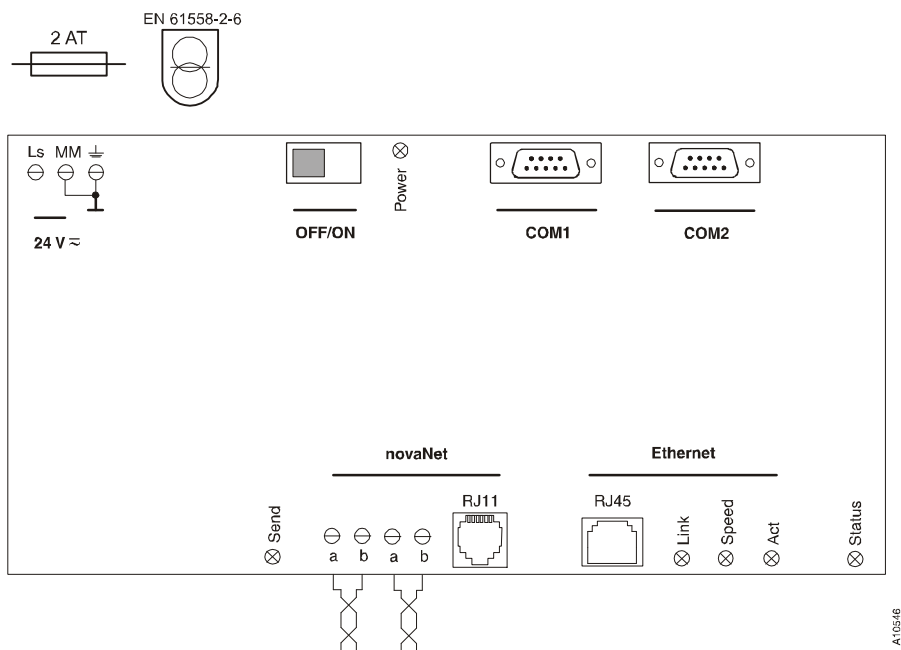 EN 61558-2-6
2 AT
Ls MM
Power
24 V
OFF/ON
COM1
COM2
novaNet
Ethernet
RJ11
RJ45
Send
Link
Speed
Act
Status
a b a b
A10546